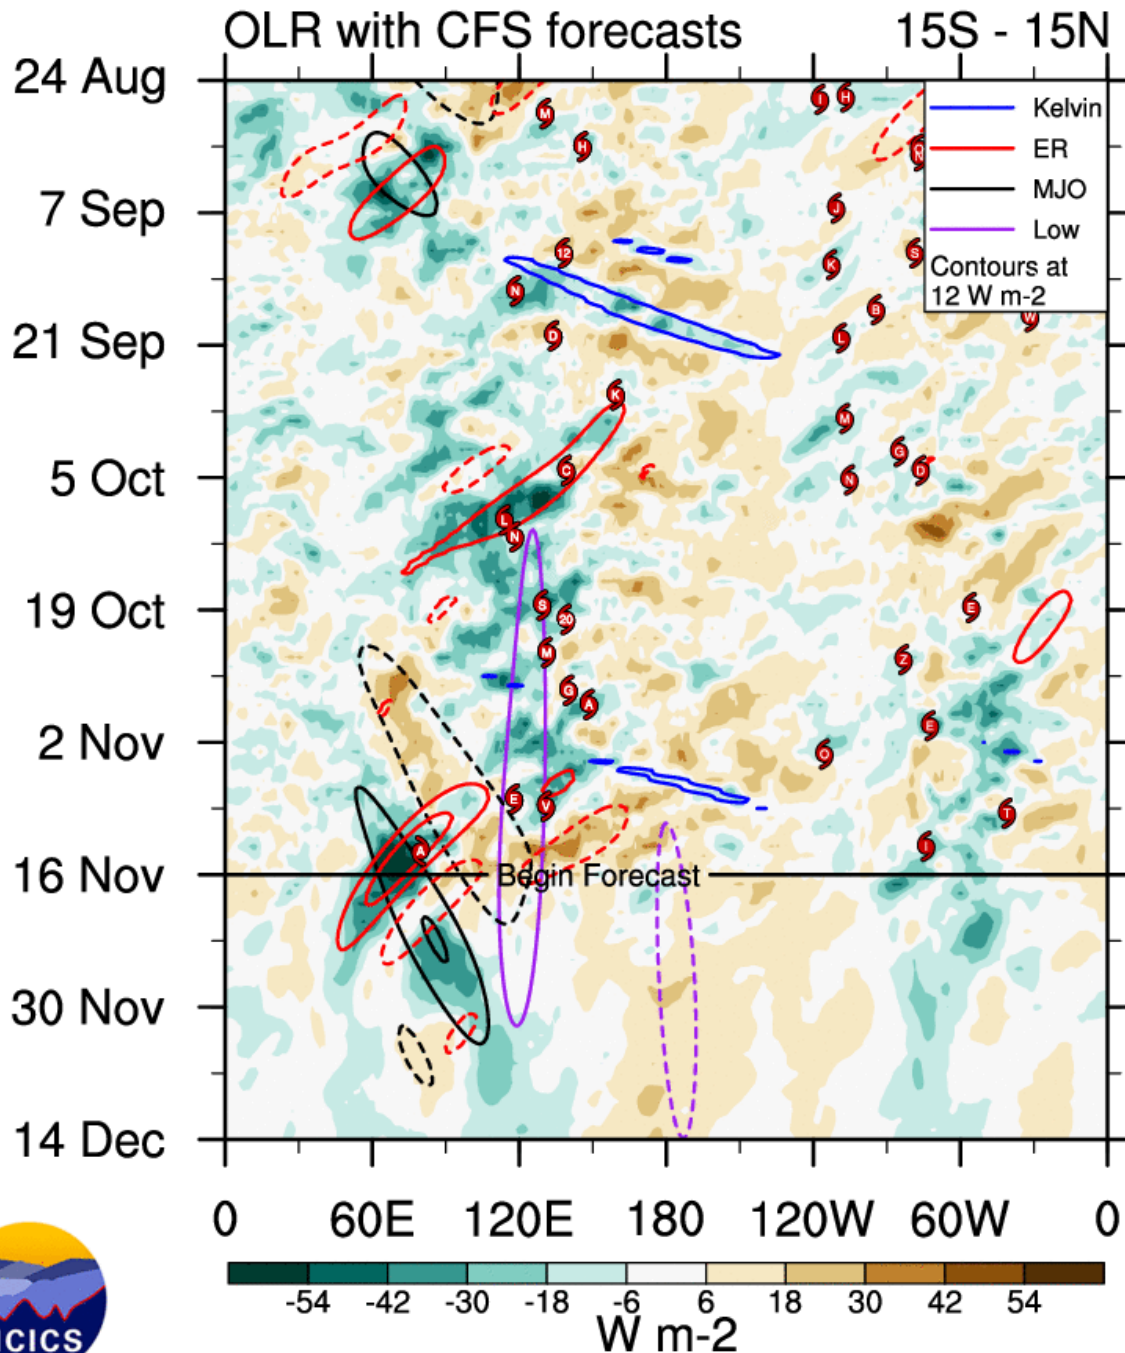 OLR with CFS forecasts 15S - 15N
24 Aug
7 Sep
21 Sep
5 Oct
19 Oct
2 Nov
16 Nov
30 Nov
14 Dec
Kelvin
ER
MJO
Low
Contours at
12 W m-2
I H
M
H
N
J
12
S
K
N
B
W
D
L
K
M
G
C
D
N
L
N
S
E
20
M
Z
G
A
E
O
E
V
T
I
A
Begin Forecast
0 60E 120E 180 120W 60W 0
-54 -42 -30 -18 -6 6 18 30 42 54
W m-2
CICS